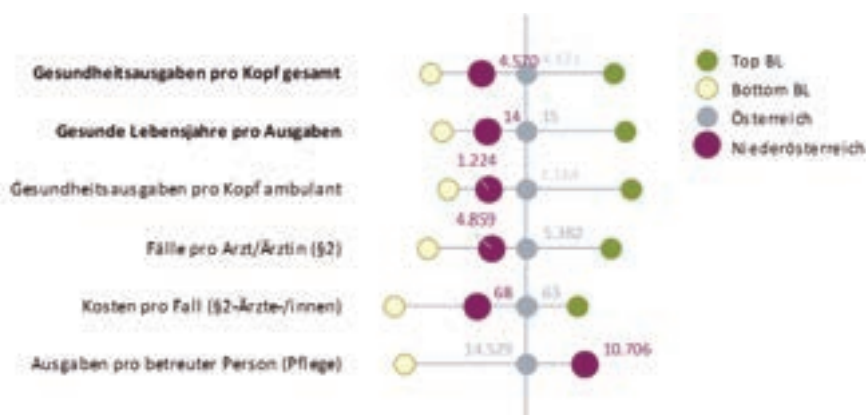 Gesundheitsausgaben pro Kopf gesamt
4.570
Gesunde Lebensjahre pro Ausgaben
14 15
Gesundheitsausgaben pro Kopf ambulant
1.224
Fälle pro Arzt/Ärztin (§2)
4.859 5.382
Kosten pro Fall (§2-Ärzte-/innen)
68 63
Ausgaben pro betreuter Person (Pflege)
14.529 10.706
Top BL
Bottom BL
Österreich
Niederösterreich